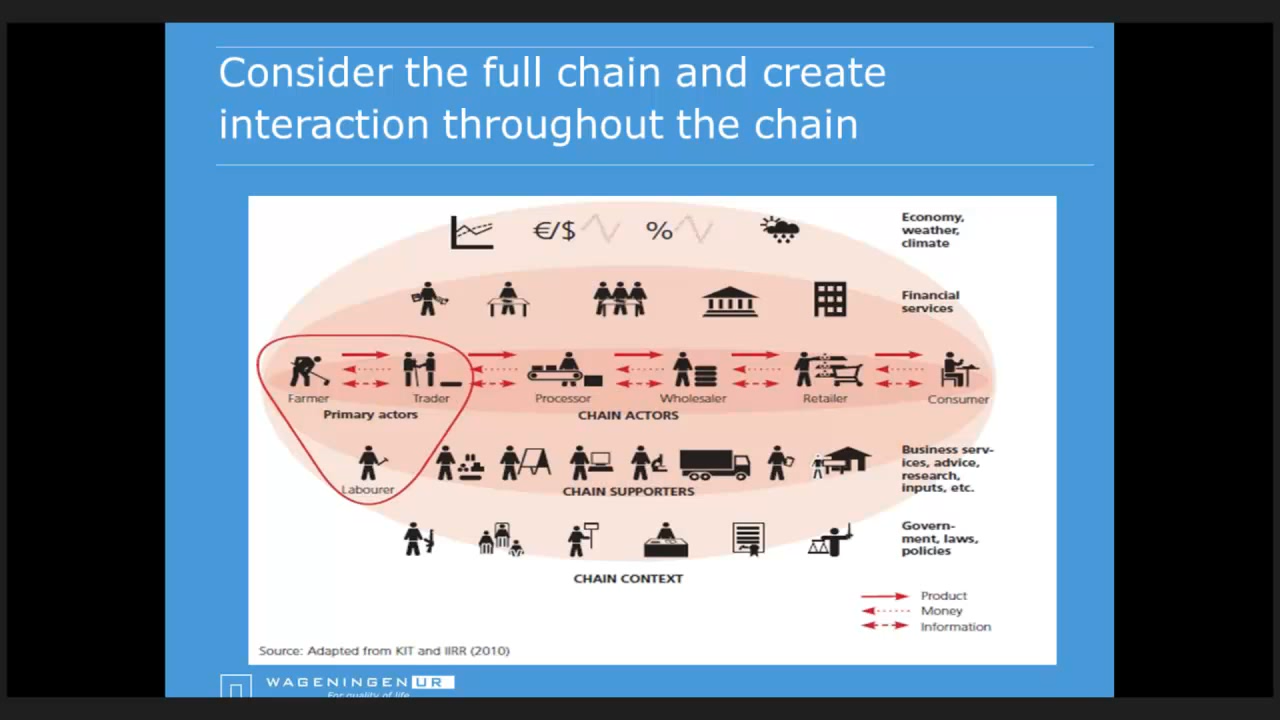 Consider the full chain and create
interaction throughout the chain
€/$ %
Economy,
weather,
climate
Financial
services
Farmer Trader Processor Wholesaler Retailer Consumer
Primary actors CHAIN ACTORS
Labourer
CHAIN SUPPORTERS
Business serv-
ices, advice,
research,
inputs, etc.
Govern-
ment, laws,
policies
CHAIN CONTEXT
Product
Money
Information
Source: Adapted from KIT and IIRR (2010)
WAGENINGEN UR
For quality of life